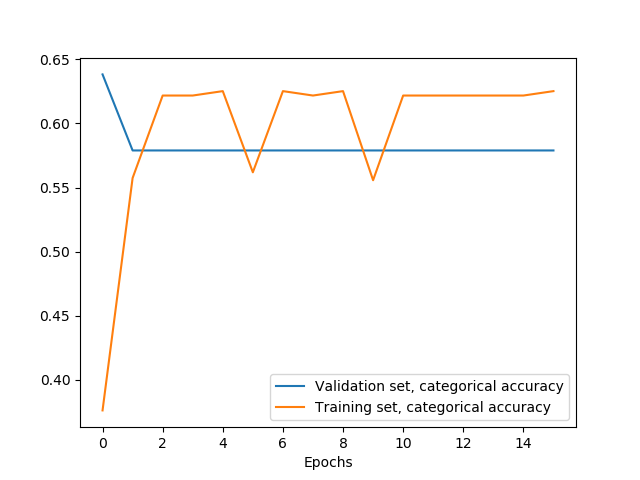 0.65
0.60
0.55
0.50
0.45
0.40
Validation set, categorical accuracy
Training set, categorical accuracy
0 2 4 6 8 10 12 14
Epochs